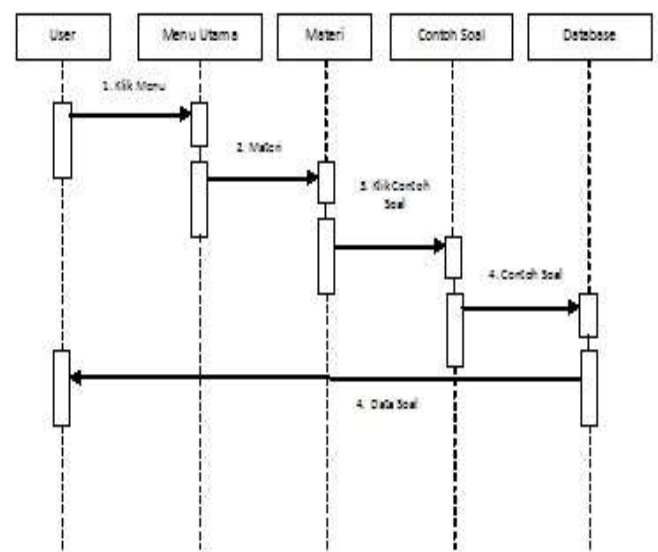 User
Menu Utama
Materi
Contoh Soal
Database
1. Klik Menu
2. Materi
3. Klik Contoh
Soal
4. Contoh Soal
4. Data Soal